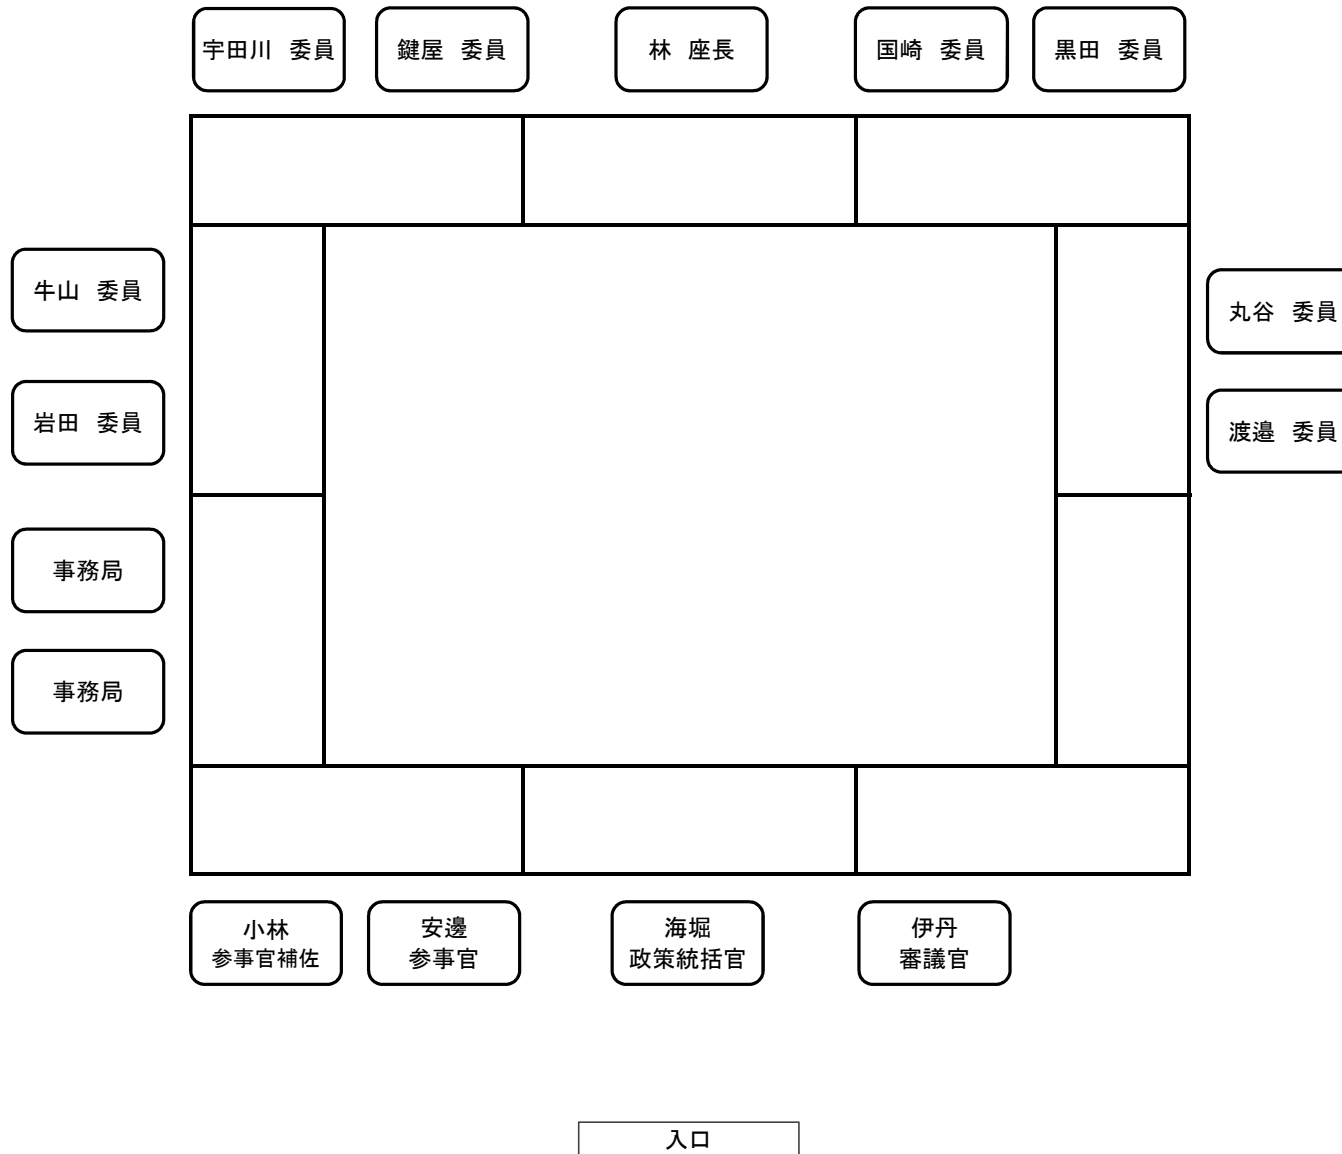 宇田川 委員
鍵屋 委員
林 座長
国崎 委員
黒田 委員
牛山 委員
丸谷 委員
岩田 委員
渡邉 委員
事務局
事務局
小林
参事官補佐
安邊
参事官
海堀
政策統括官
伊丹
審議官
入口